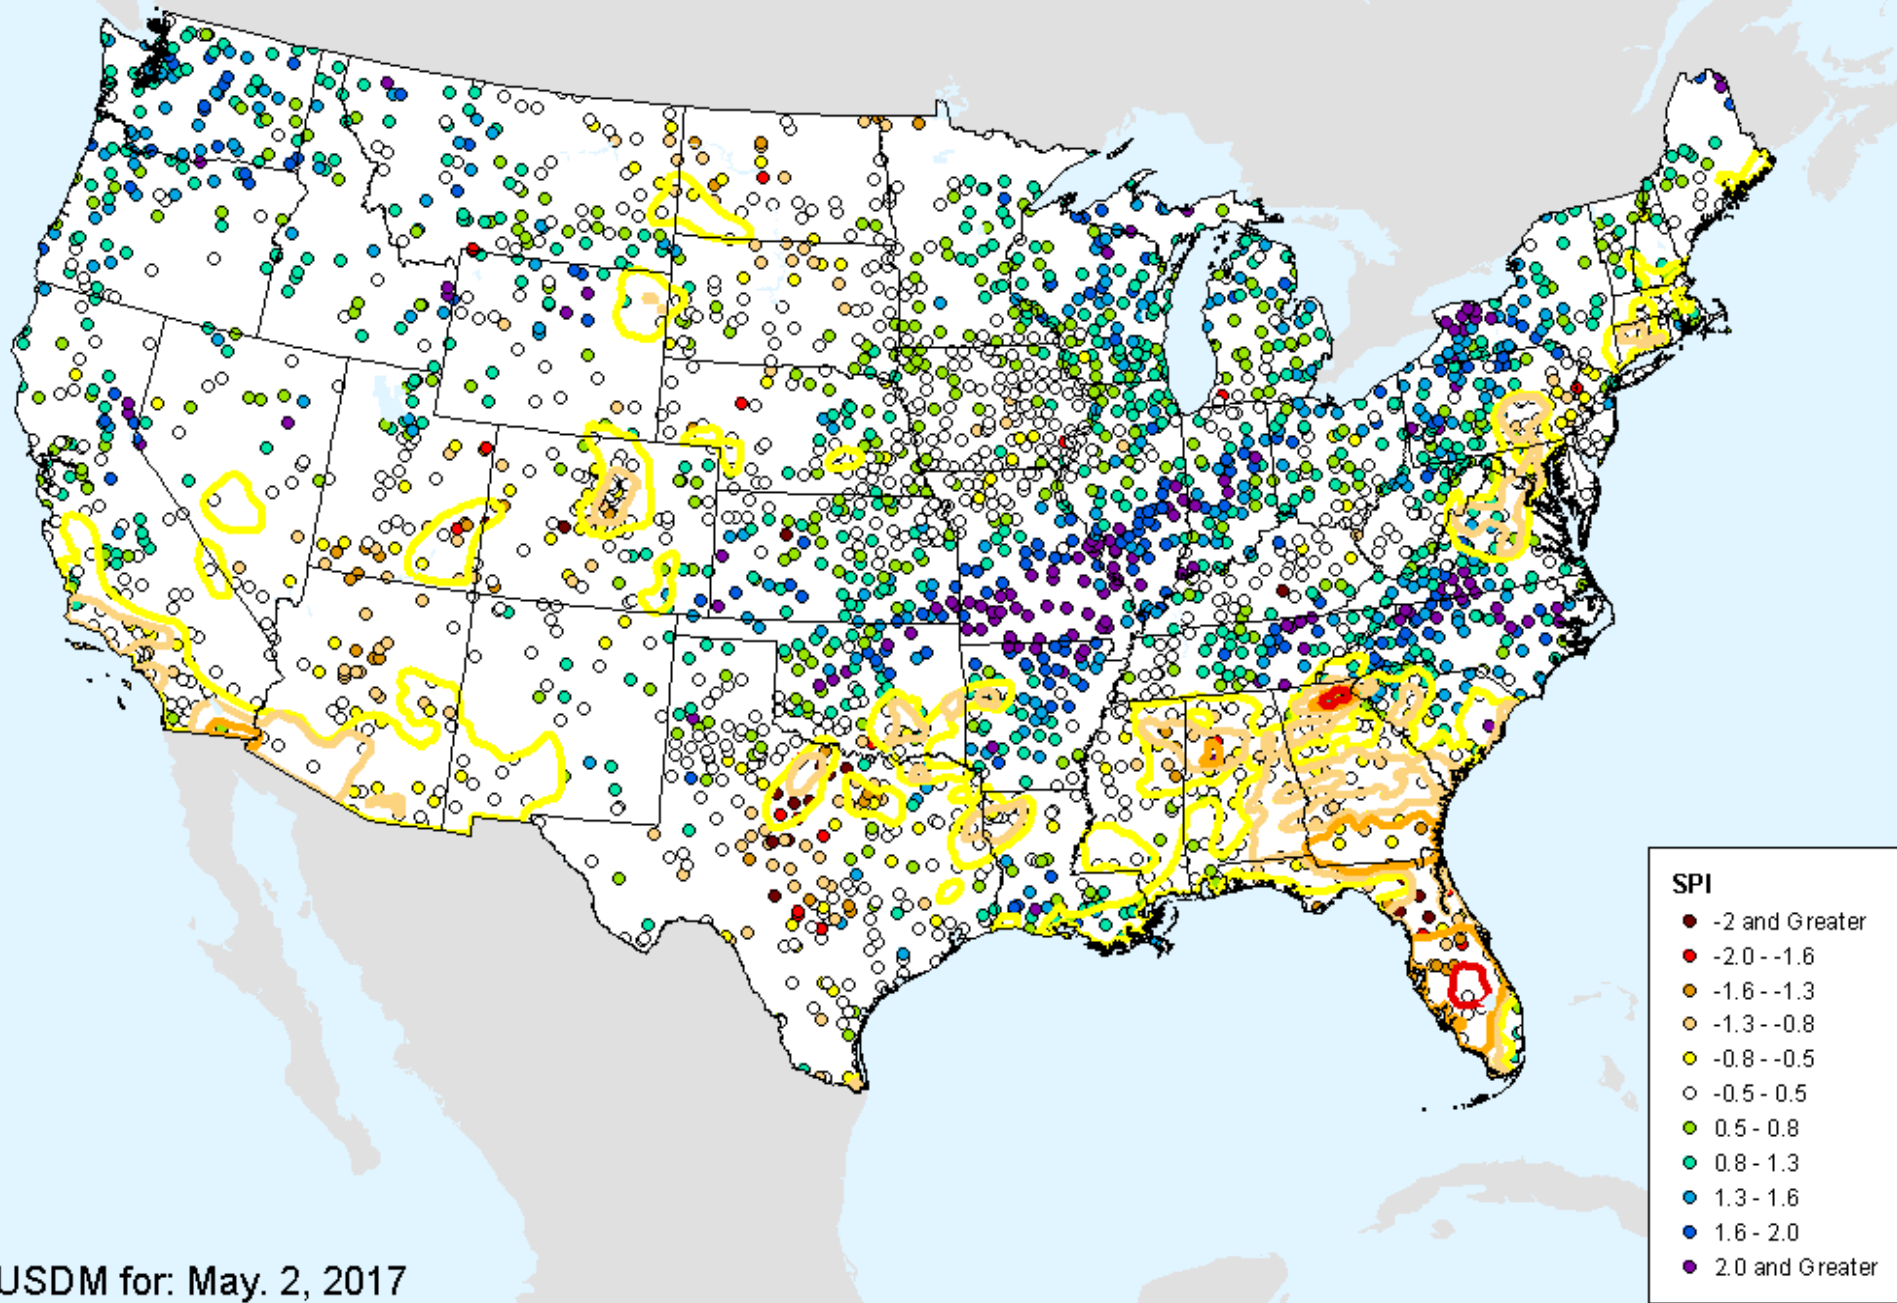 SPI
-2 and Greater
-2.0 - -1.6
-1.6 - -1.3
-1.3 - -0.8
-0.8 - -0.5
-0.5 - 0.5
0.5 - 0.8
0.8 - 1.3
1.3 - 1.6
1.6 - 2.0
2.0 and Greater
USDM for: May. 2, 2017